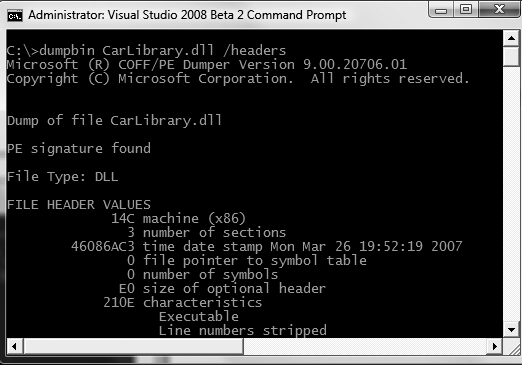 Administrator: Visual Studio 2008 Beta 2 Command Prompt
C:\>dumpbin CarLibrary.dll /headers
Microsoft (R) COFF/PE Dumper Version 9.00.20706.01
Copyright (C) Microsoft Corporation.  All rights reserved.
Dump of file CarLibrary.dll
PE signature found
File Type: DLL
FILE HEADER VALUES
14C machine (x86)
3 number of sections
46086AC3 time date stamp Mon Mar 26 19:52:19 2007
0 file pointer to symbol table
0 number of symbols
E0 size of optional header
210E characteristics
Executable
Line numbers stripped